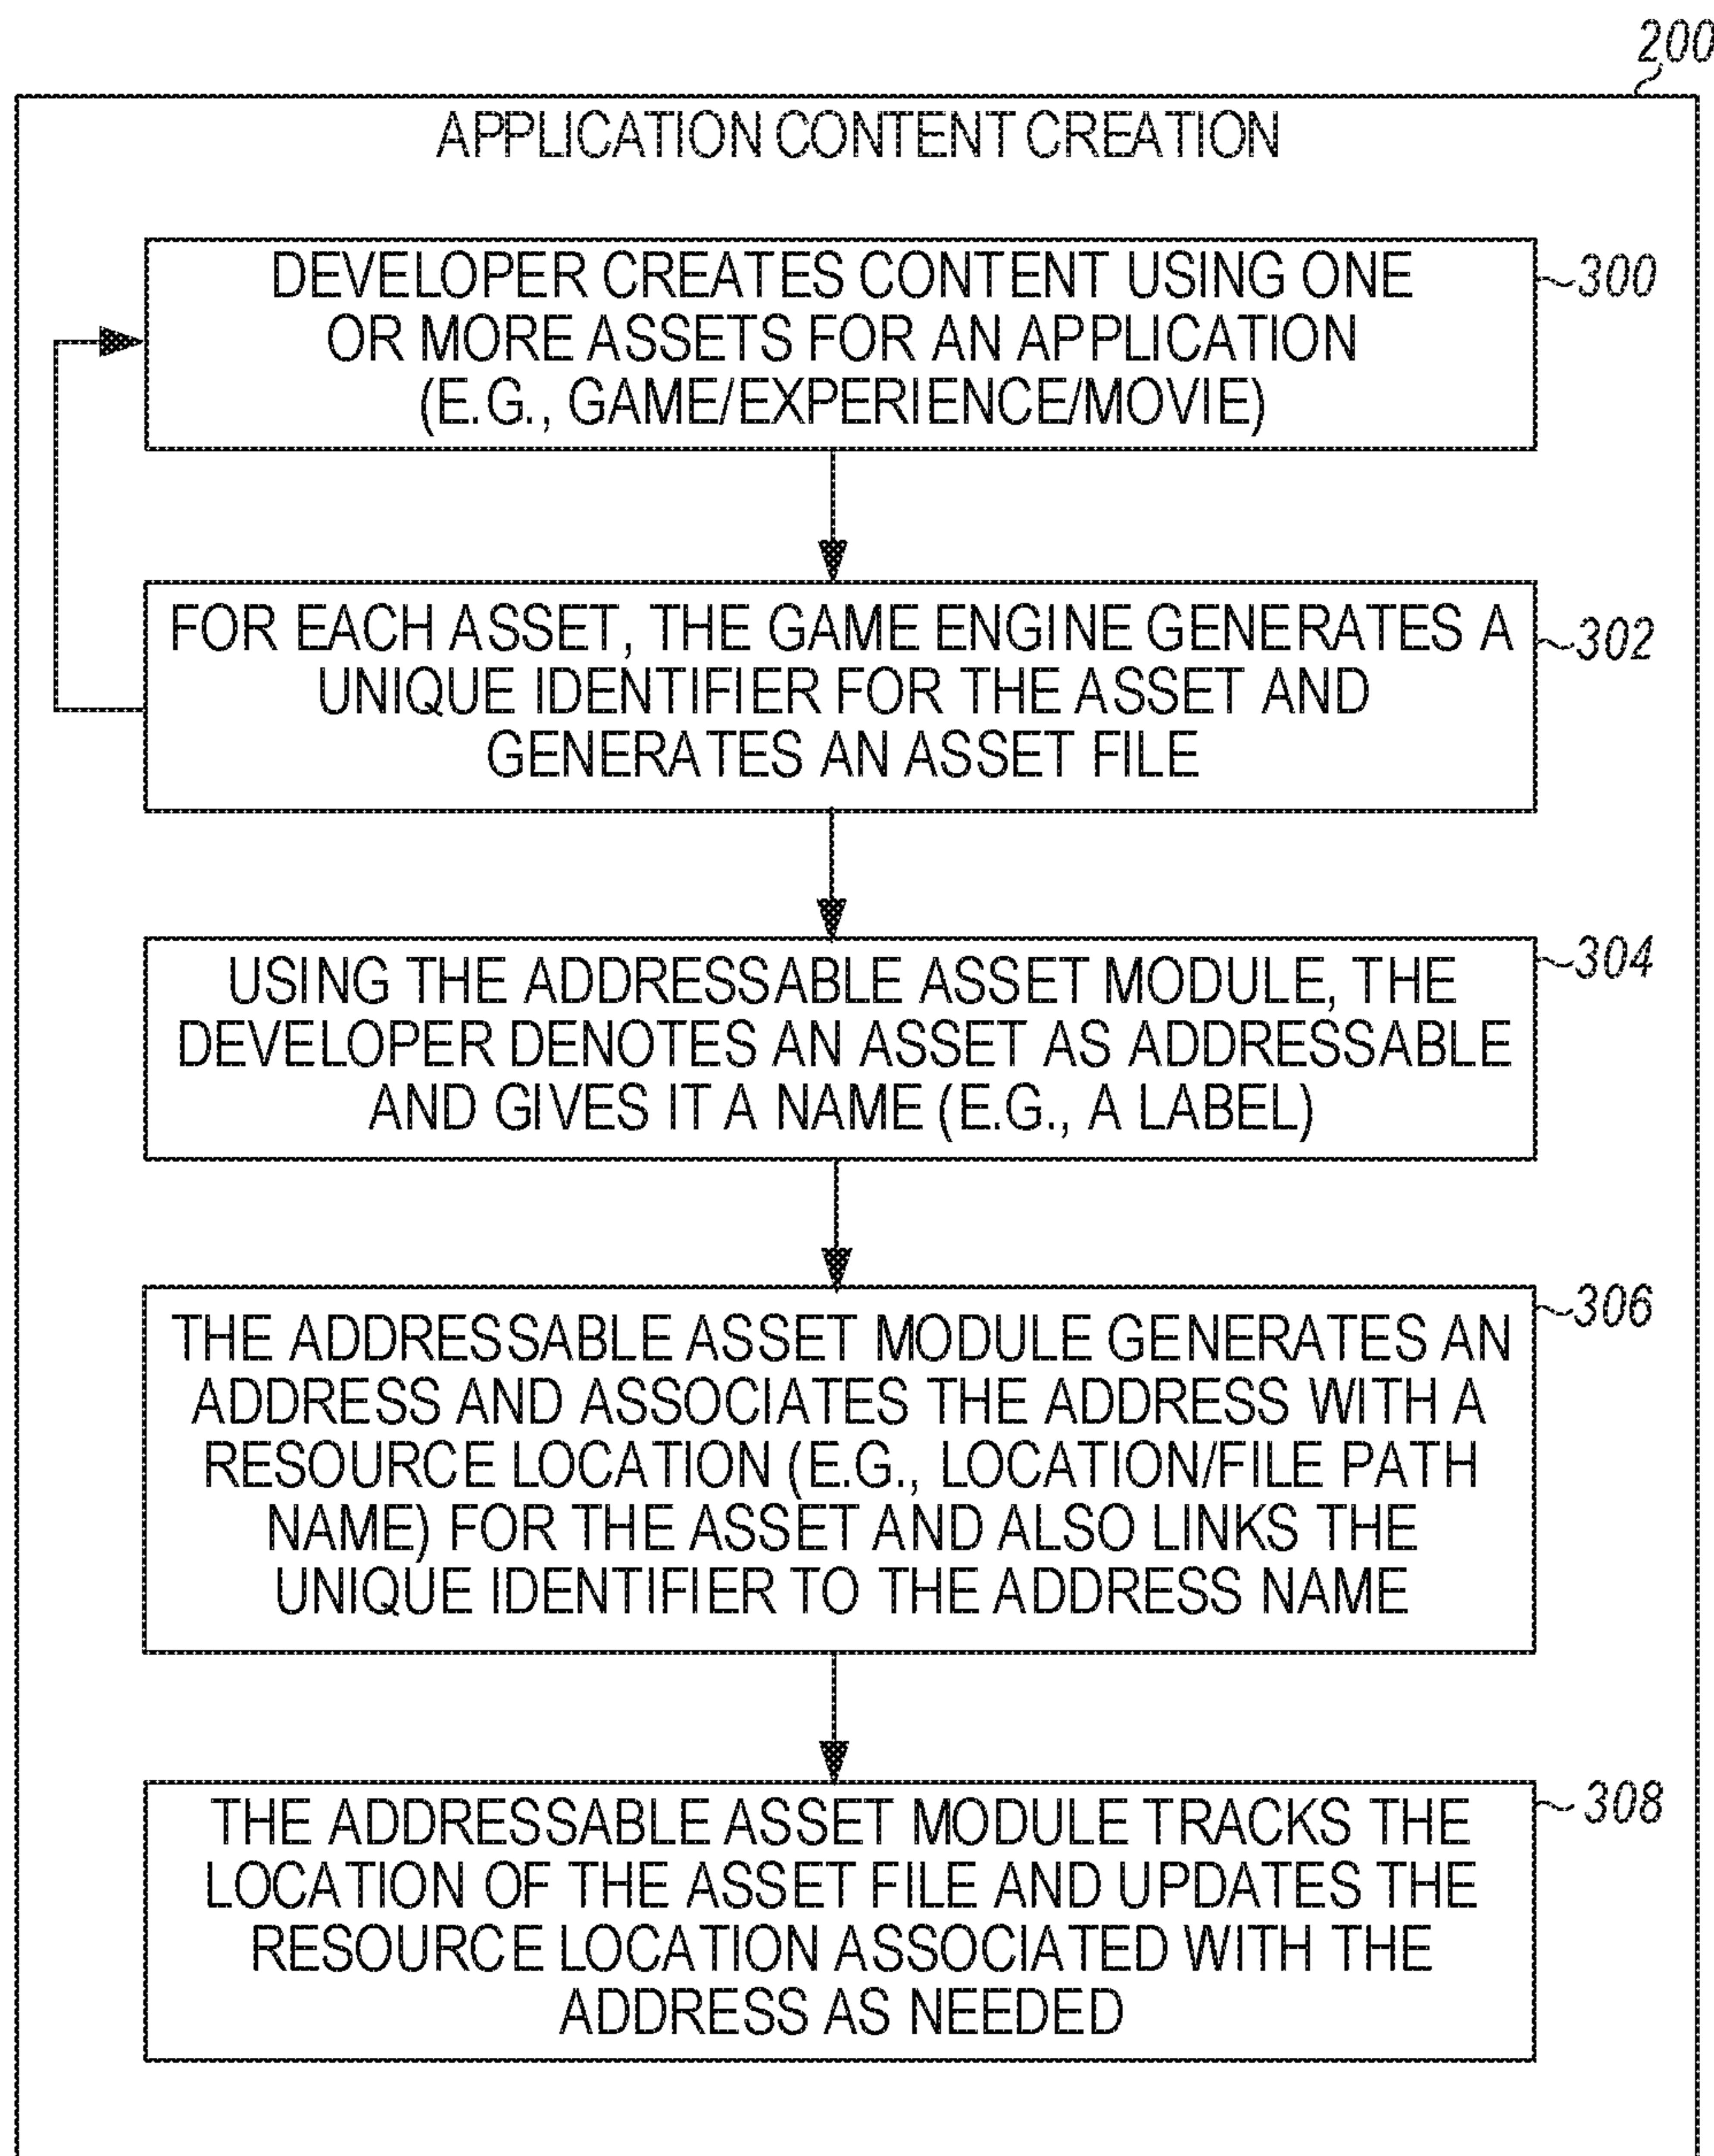 200
APPLICATION CONTENT CREATION
DEVELOPER CREATES CONTENT USING ONE
OR MORE ASSETS FOR AN APPLICATION
(E.G., GAME/EXPERIENCE/MOVIE)
300
FOR EACH ASSET, THE GAME ENGINE GENERATES A
UNIQUE IDENTIFIER FOR THE ASSET AND
GENERATES AN ASSET FILE
302
USING THE ADDRESSABLE ASSET MODULE, THE
DEVELOPER DENOTES AN ASSET AS ADDRESSABLE
AND GIVES IT A NAME (E.G., A LABEL)
304
THE ADDRESSABLE ASSET MODULE GENERATES AN
ADDRESS AND ASSOCIATES THE ADDRESS WITH A
RESOURCE LOCATION (E.G., LOCATION/FILE PATH
NAME) FOR THE ASSET AND ALSO LINKS THE
UNIQUE IDENTIFIER TO THE ADDRESS NAME
306
THE ADDRESSABLE ASSET MODULE TRACKS THE
LOCATION OF THE ASSET FILE AND UPDATES THE
RESOURCE LOCATION ASSOCIATED WITH THE
ADDRESS AS NEEDED
308